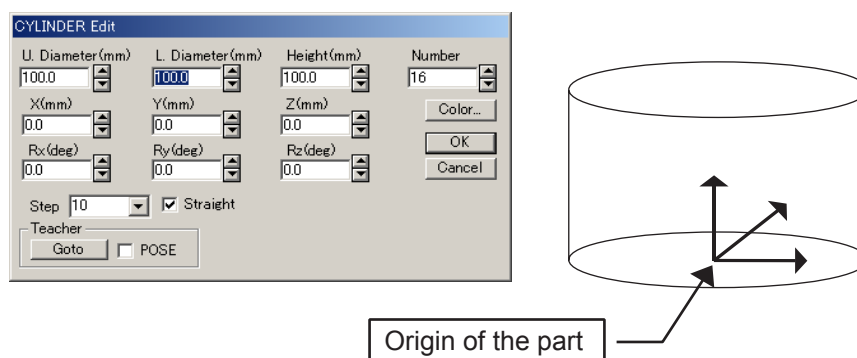 CYLINDER Edit
U. Diameter(mm) L. Diameter(mm) Height(mm) Number
100.0 100.0 100.0 16
X(mm) Y(mm) Z(mm)
0.0 0.0 0.0 Color...
Rx(deg) Ry(deg) Rz(deg) OK
0.0 0.0 0.0 Cancel
Step 10 Straight
Teacher
Goto POSE
Origin of the part